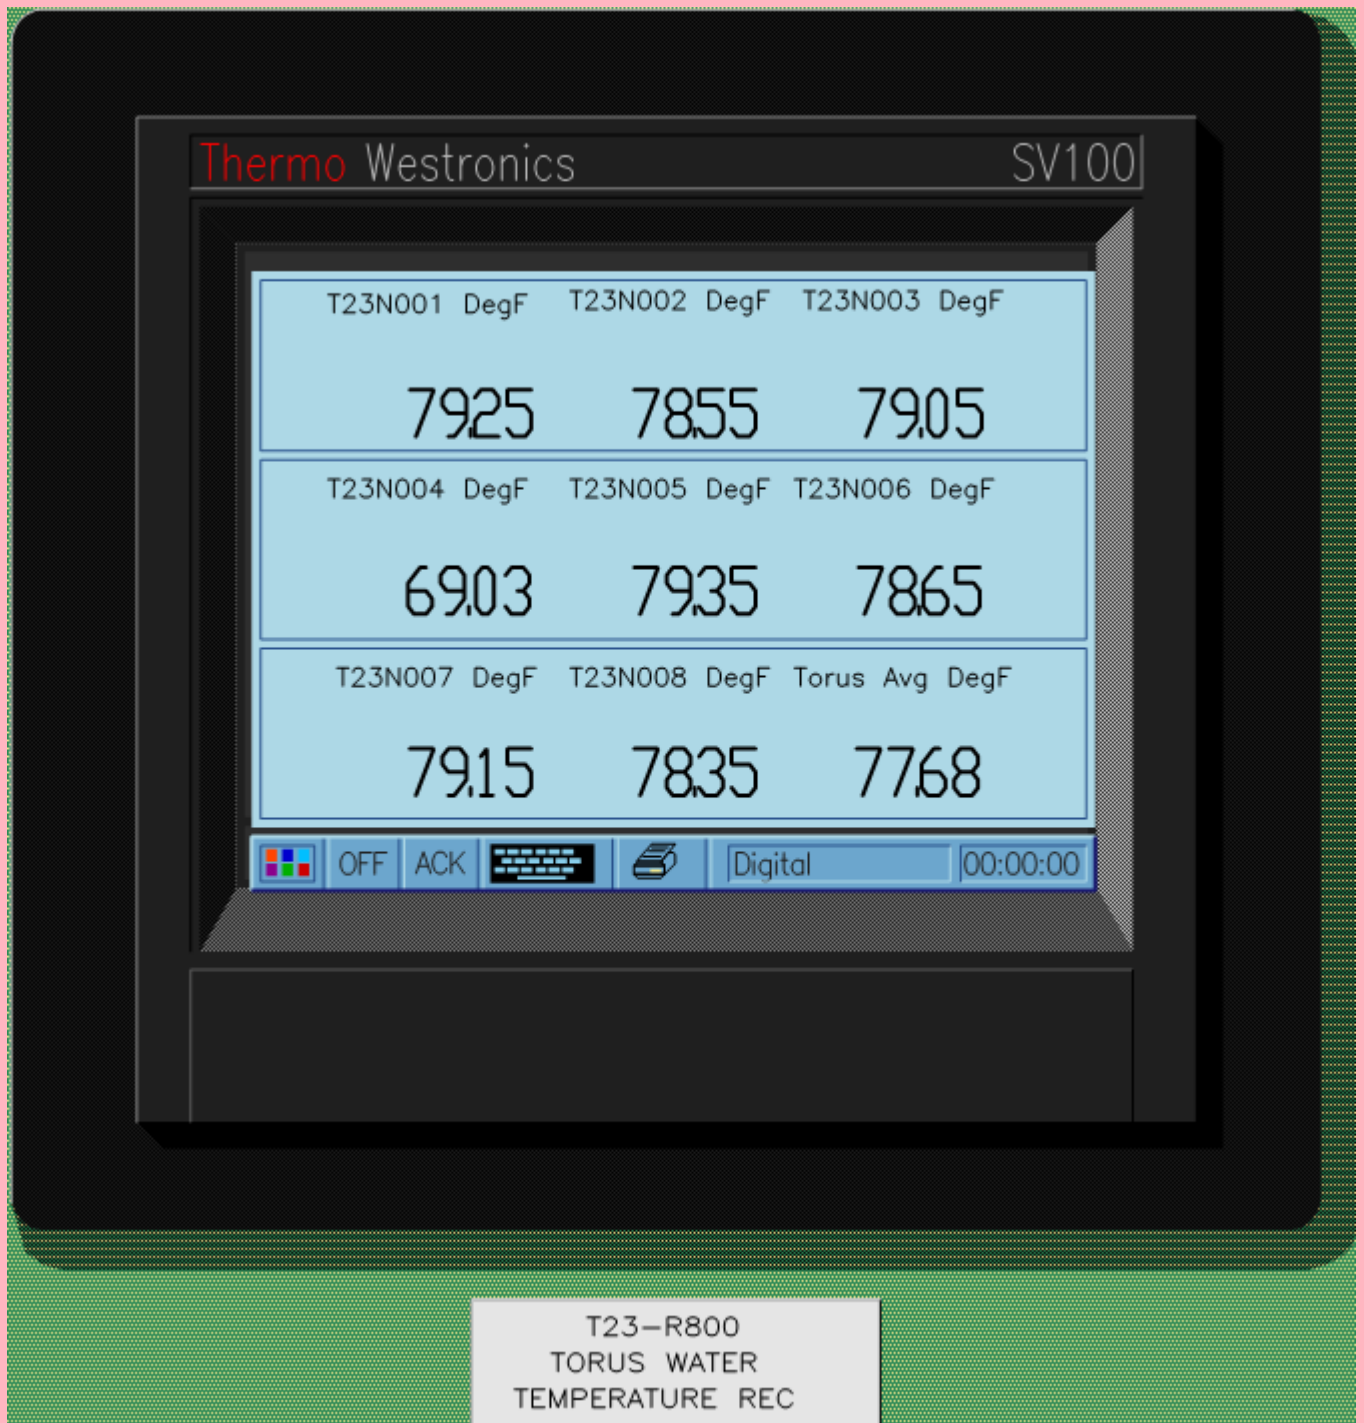 Thermo Westronics SV100
T23N001 DegF T23N002 DegF T23N003 DegF
79.25 78.55 79.05
T23N004 DegF T23N005 DegF T23N006 DegF
69.03 79.35 78.65
T23N007 DegF T23N008 DegF Torus Avg DegF
79.15 78.35 77.68
OFF ACK Digital 00:00:00
T23-R800
TORUS WATER
TEMPERATURE REC